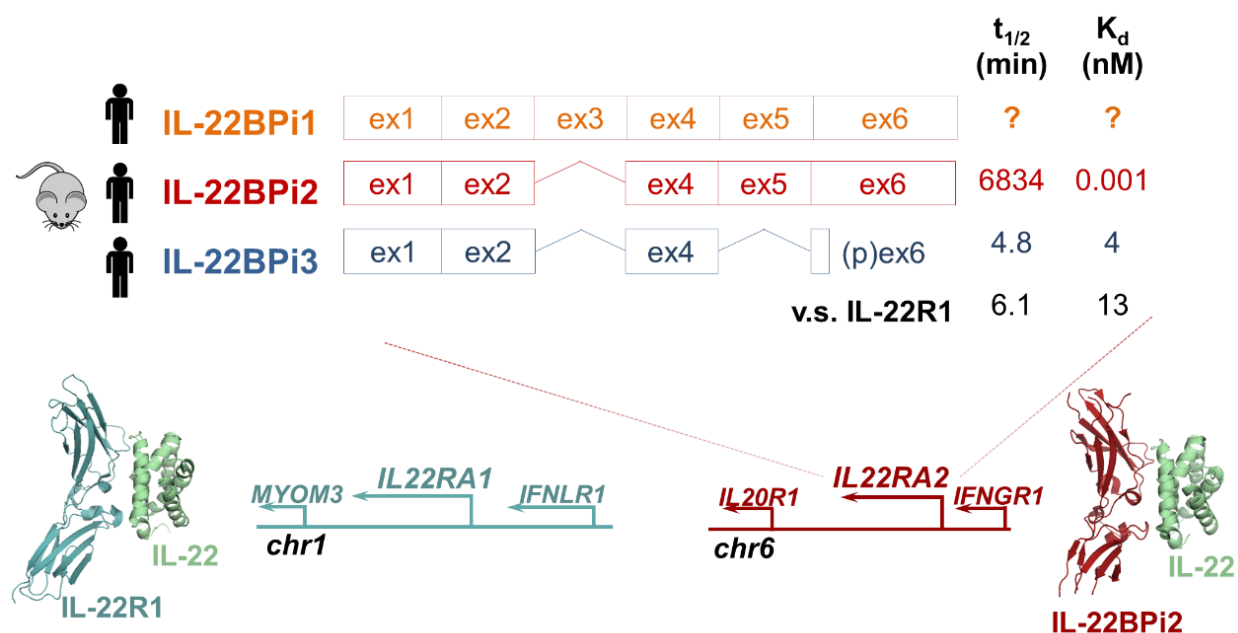 t1/2 (min) Kd (nM)
IL-22BPi1 ex1 ex2 ex3 ex4 ex5 ex6 ? ?
IL-22BPi2 ex1 ex2 ex4 ex5 ex6 6834 0.001
IL-22BPi3 ex1 ex2 ex4 (p)ex6 4.8 4
v.s. IL-22R1 6.1 13
MYOM3 IL22RA1 IFNLR1
chr1
IL20R1 IL22RA2 IFNGR1
chr6
IL-22
IL-22R1
IL-22
IL-22BPi2